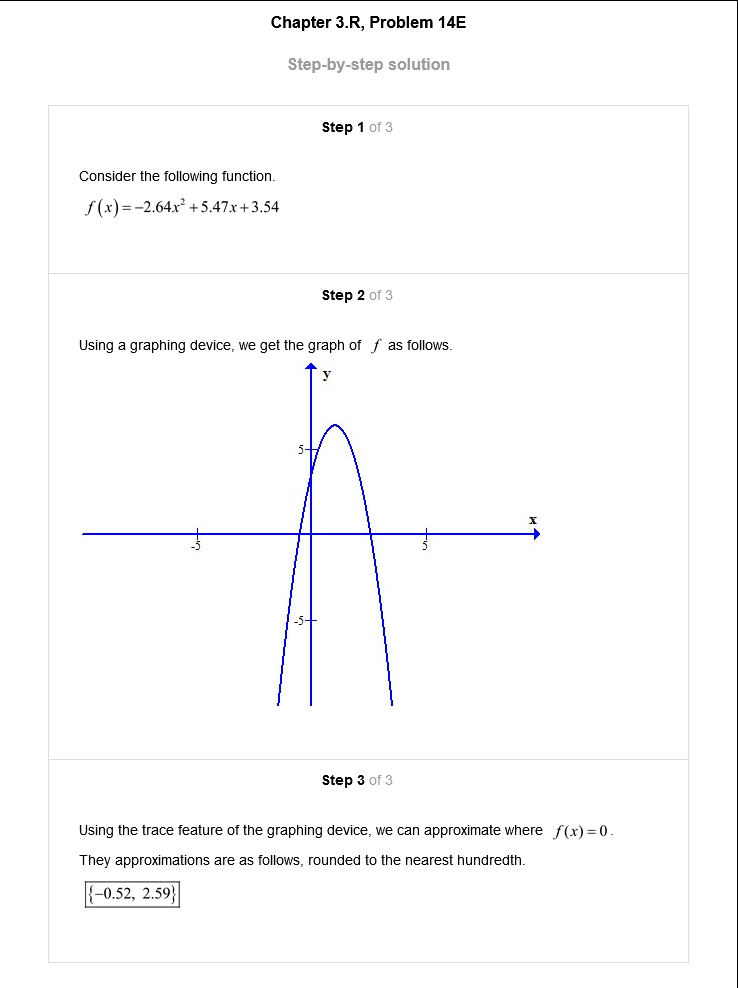 Chapter 3.R, Problem 14E
Step-by-step solution
Step 1 of 3
Consider the following function.
f(x)=−2.64x²+5.47x+3.54
Step 2 of 3
Using a graphing device, we get the graph of f as follows.
y
5
x
-5
5
-5
Step 3 of 3
Using the trace feature of the graphing device, we can approximate where f(x)=0.
They approximations are as follows, rounded to the nearest hundredth.
{−0.52, 2.59}